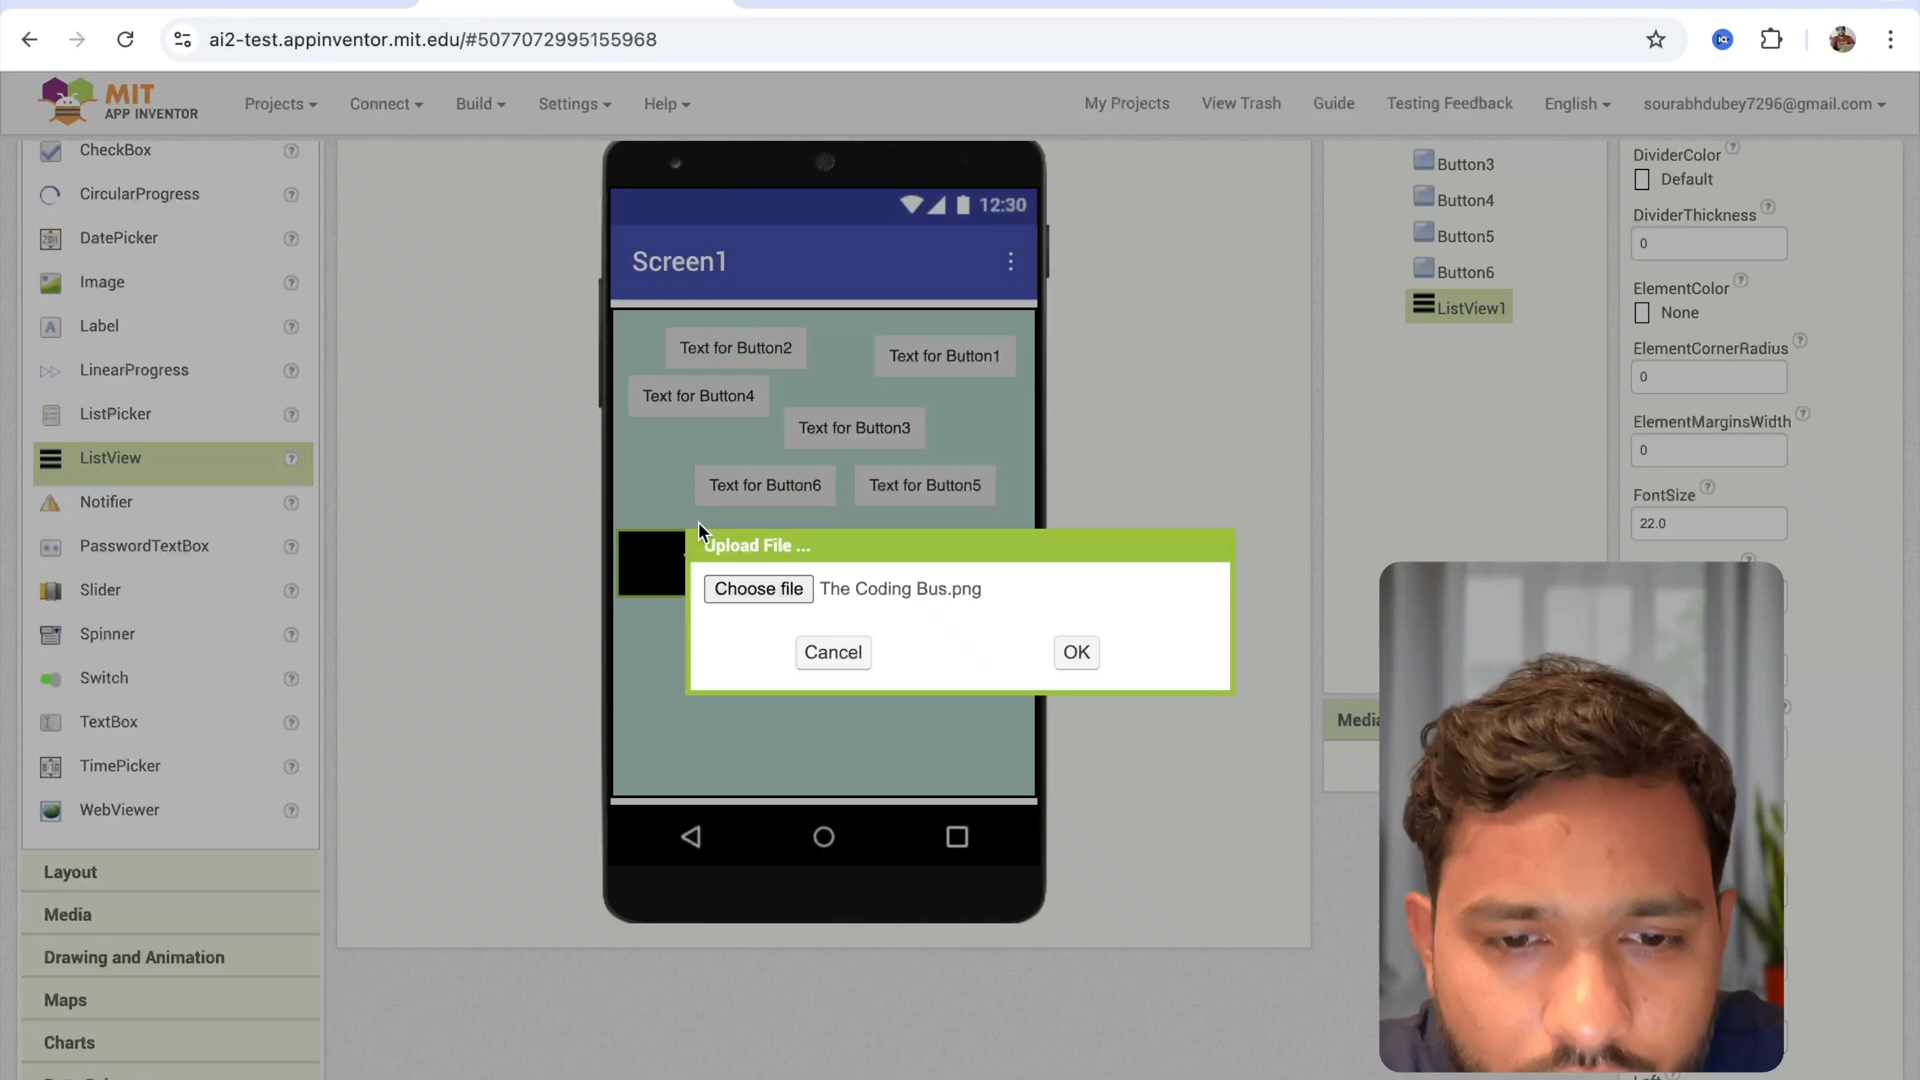 ai2-test.appinventor.mit.edu/#5077072995155968
MIT
APP INVENTOR
Projects
Connect
Build
Settings
Help
My Projects
View Trash
Guide
Testing Feedback
English
sourabhdubey7296@gmail.com
CheckBox
CircularProgress
DatePicker
Image
Label
LinearProgress
ListPicker
ListView
Notifier
PasswordTextBox
Slider
Spinner
Switch
TextBox
TimePicker
WebViewer
Layout
Media
Drawing and Animation
Maps
Charts
12:30
Screen1
Text for Button2
Text for Button1
Text for Button4
Text for Button3
Text for Button6
Text for Button5
Upload File ...
Choose file The Coding Bus.png
Cancel
OK
Button3
Button4
Button5
Button6
ListView1
Media
DividerColor
Default
DividerThickness
0
ElementColor
None
ElementCornerRadius
0
ElementMarginsWidth
0
FontSize
22.0